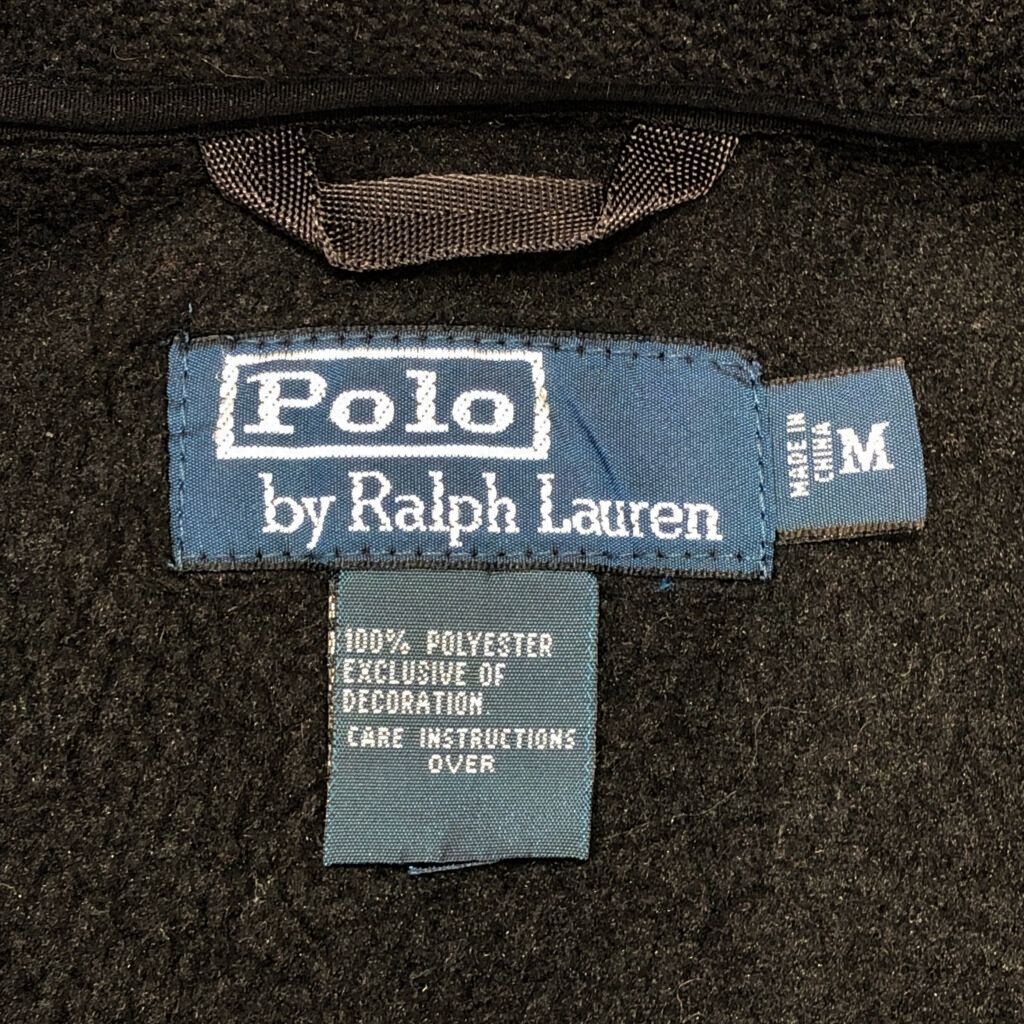 Polo
by Ralph Lauren
MADE IN
CHINA
M
100% POLYESTER
EXCLUSIVE OF
DECORATION
CARE INSTRUCTIONS
OVER